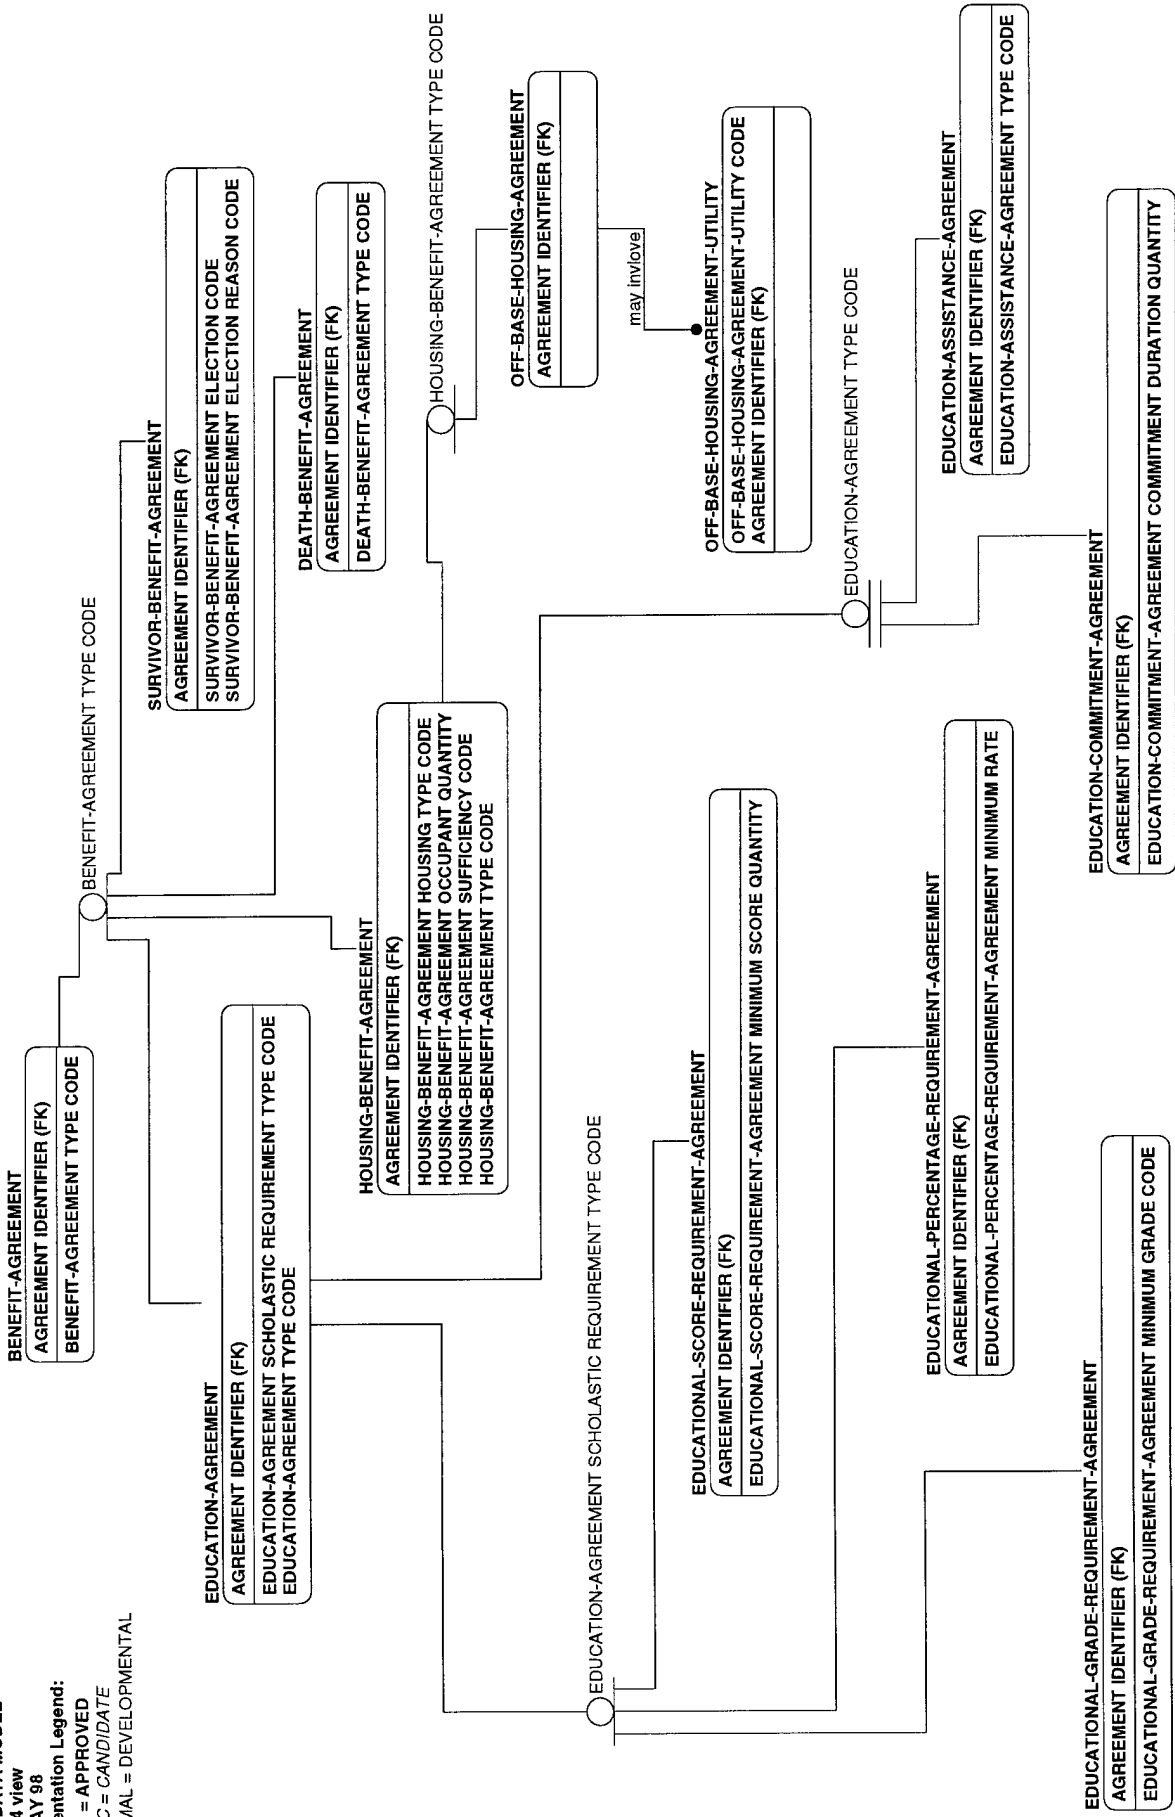 DATA MODEL
4 view
AY 98
entation Legend:
= APPROVED
C = CANDIDATE
MAL = DEVELOPMENTAL
BENEFIT-AGREEMENT
AGREEMENT IDENTIFIER (FK)
BENEFIT-AGREEMENT TYPE CODE
BENEFIT-AGREEMENT TYPE CODE
EDUCATION-AGREEMENT
AGREEMENT IDENTIFIER (FK)
EDUCATION-AGREEMENT SCHOLASTIC REQUIREMENT TYPE CODE
EDUCATION-AGREEMENT TYPE CODE
SURVIVOR-BENEFIT-AGREEMENT
AGREEMENT IDENTIFIER (FK)
SURVIVOR-BENEFIT-AGREEMENT ELECTION CODE
SURVIVOR-BENEFIT-AGREEMENT ELECTION REASON CODE
DEATH-BENEFIT-AGREEMENT
AGREEMENT IDENTIFIER (FK)
DEATH-BENEFIT-AGREEMENT TYPE CODE
HOUSING-BENEFIT-AGREEMENT
AGREEMENT IDENTIFIER (FK)
HOUSING-BENEFIT-AGREEMENT HOUSING TYPE CODE
HOUSING-BENEFIT-AGREEMENT OCCUPANT QUANTITY
HOUSING-BENEFIT-AGREEMENT SUFFICIENCY CODE
HOUSING-BENEFIT-AGREEMENT TYPE CODE
HOUSING-BENEFIT-AGREEMENT TYPE CODE
OFF-BASE-HOUSING-AGREEMENT
AGREEMENT IDENTIFIER (FK)
may invlove
OFF-BASE-HOUSING-AGREEMENT-UTILITY
OFF-BASE-HOUSING-AGREEMENT-UTILITY CODE
AGREEMENT IDENTIFIER (FK)
EDUCATION-AGREEMENT SCHOLASTIC REQUIREMENT TYPE CODE
EDUCATIONAL-SCORE-REQUIREMENT-AGREEMENT
AGREEMENT IDENTIFIER (FK)
EDUCATIONAL-SCORE-REQUIREMENT-AGREEMENT MINIMUM SCORE QUANTITY
EDUCATION-AGREEMENT TYPE CODE
EDUCATION-ASSISTANCE-AGREEMENT
AGREEMENT IDENTIFIER (FK)
EDUCATION-ASSISTANCE-AGREEMENT TYPE CODE
EDUCATIONAL-PERCENTAGE-REQUIREMENT-AGREEMENT
AGREEMENT IDENTIFIER (FK)
EDUCATIONAL-PERCENTAGE-REQUIREMENT-AGREEMENT MINIMUM RATE
EDUCATIONAL-GRADE-REQUIREMENT-AGREEMENT
AGREEMENT IDENTIFIER (FK)
EDUCATIONAL-GRADE-REQUIREMENT-AGREEMENT MINIMUM GRADE CODE
EDUCATION-COMMITMENT-AGREEMENT
AGREEMENT IDENTIFIER (FK)
EDUCATION-COMMITMENT-AGREEMENT COMMITMENT DURATION QUANTITY